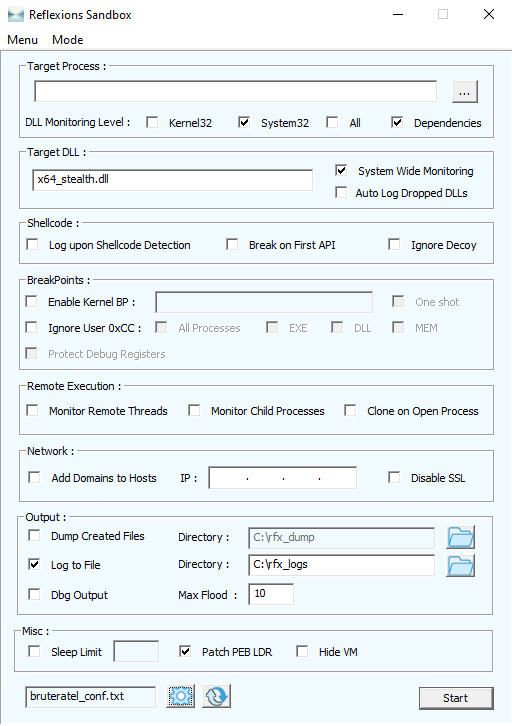 Reflexions Sandbox
Menu Mode
Target Process :
...
DLL Monitoring Level : Kernel32 System32 All Dependencies
Target DLL :
x64_stealth.dll
System Wide Monitoring
Auto Log Dropped DLLs
Shellcode :
Log upon Shellcode Detection Break on First API Ignore Decoy
BreakPoints :
Enable Kernel BP : One shot
Ignore User 0xCC : All Processes EXE DLL MEM
Protect Debug Registers
Remote Execution :
Monitor Remote Threads Monitor Child Processes Clone on Open Process
Network :
Add Domains to Hosts IP : . . . Disable SSL
Output :
Dump Created Files Directory : C:\rfx_dump
Log to File Directory : C:\rfx_logs
Dbg Output Max Flood : 10
Misc :
Sleep Limit Patch PEB LDR Hide VM
bruteratel_conf.txt Start